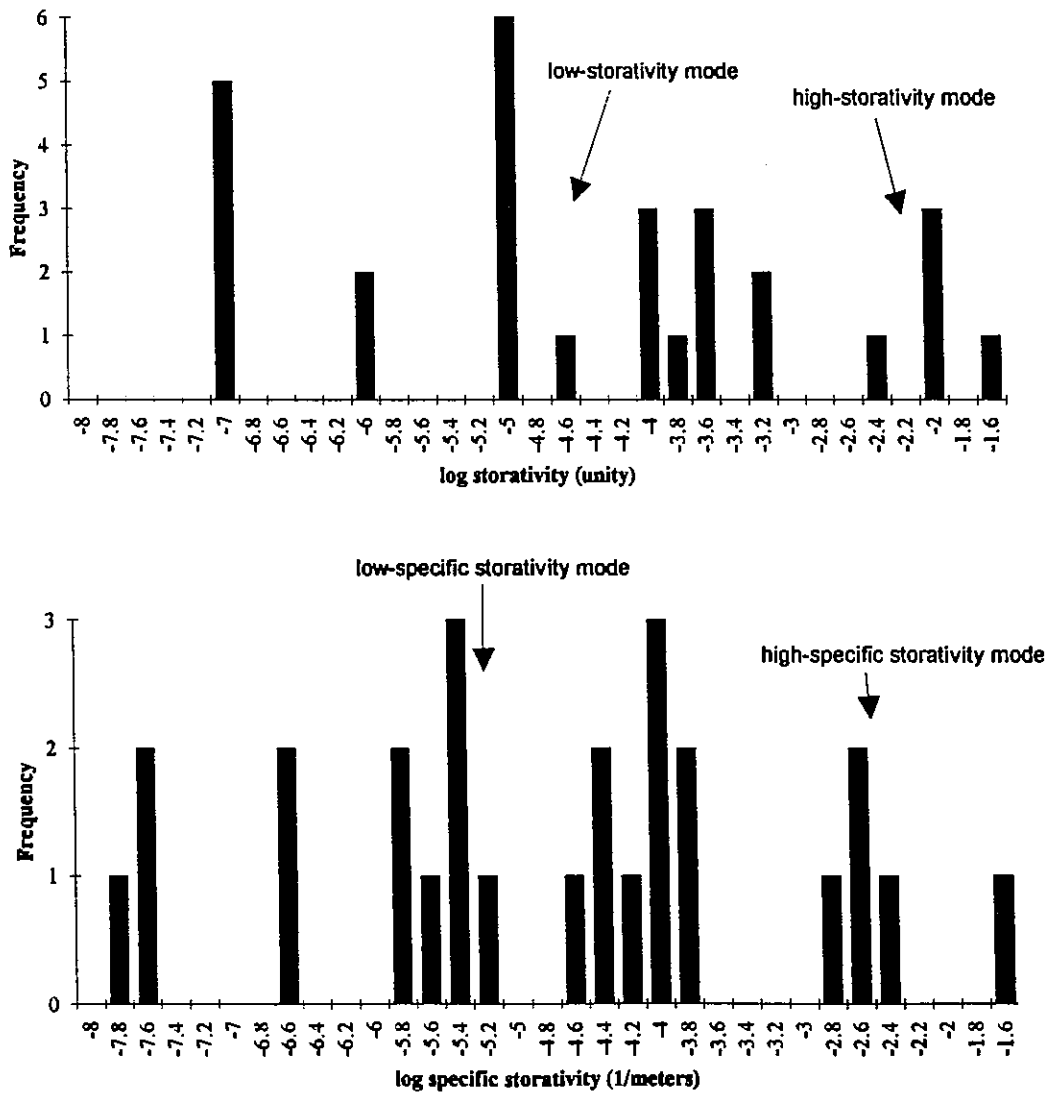 6
5
4
3
2
1
0
Frequency
low-storativity mode
high-storativity mode
-8 -7.8 -7.6 -7.4 -7.2 -7 -6.8 -6.6 -6.4 -6.2 -6 -5.8 -5.6 -5.4 -5.2 -5 -4.8 -4.6 -4.4 -4.2 -4 -3.8 -3.6 -3.4 -3.2 -3 -2.8 -2.6 -2.4 -2.2 -2 -1.8 -1.6
log storativity (unity)
low-specific storativity mode
high-specific storativity mode
3
2
1
0
Frequency
-8 -7.8 -7.6 -7.4 -7.2 -7 -6.8 -6.6 -6.4 -6.2 -6 -5.8 -5.6 -5.4 -5.2 -5 -4.8 -4.6 -4.4 -4.2 -4 -3.8 -3.6 -3.4 -3.2 -3 -2.8 -2.6 -2.4 -2.2 -2 -1.8 -1.6
log specific storativity (1/meters)